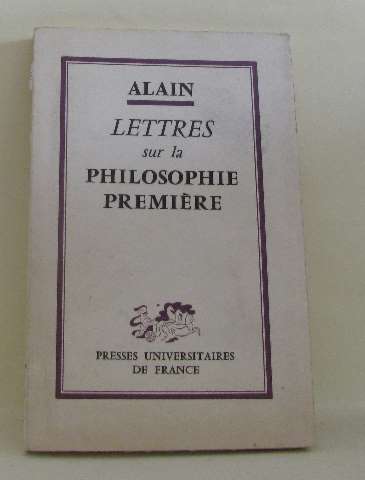 ALAIN
LETTRES
sur la
PHILOSOPHIE
PREMIÈRE
PRESSES UNIVERSITAIRES
DE FRANCE